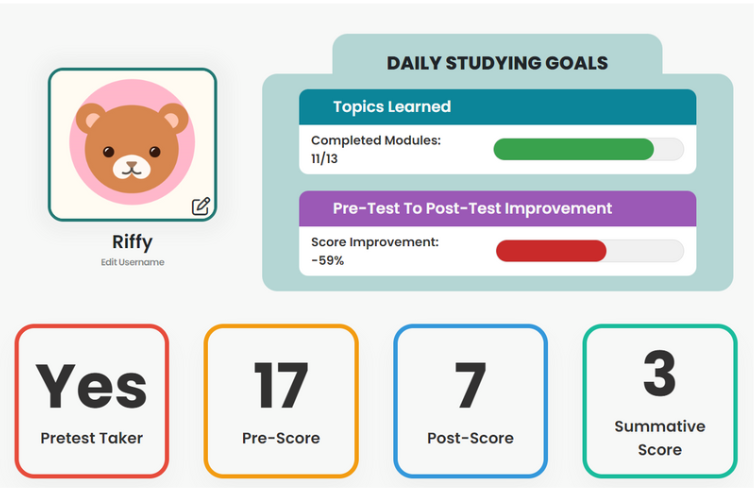 DAILY STUDYING GOALS
Topics Learned
Completed Modules:
11/13
Pre-Test To Post-Test Improvement
Score Improvement:
-59%
Riffy
Edit Username
Yes
Pretest Taker
17
Pre-Score
7
Post-Score
3
Summative
Score